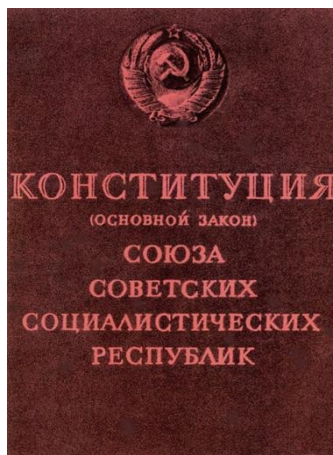 КОНСТИТУЦИЯ
(ОСНОВНОЙ ЗАКОН)
СОЮЗА
СОВЕТСКИХ
СОЦИАЛИСТИЧЕСКИХ
РЕСПУБЛИК